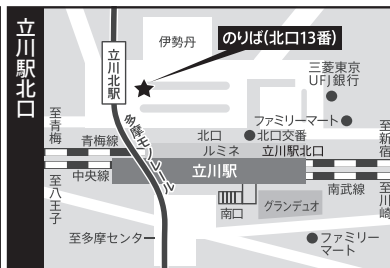 立川駅北口
伊勢丹
のりば(北口13番)
立川北駅
三菱東京
UFJ銀行
ファミリーマート
北口
北口交番
至新宿
至青梅
青梅線
多摩モノレール
ルミネ
立川駅北口
立川駅
中央線
南武線
至八王子
至川崎
南口
グランデュオ
至多摩センター
ファミリー
マート